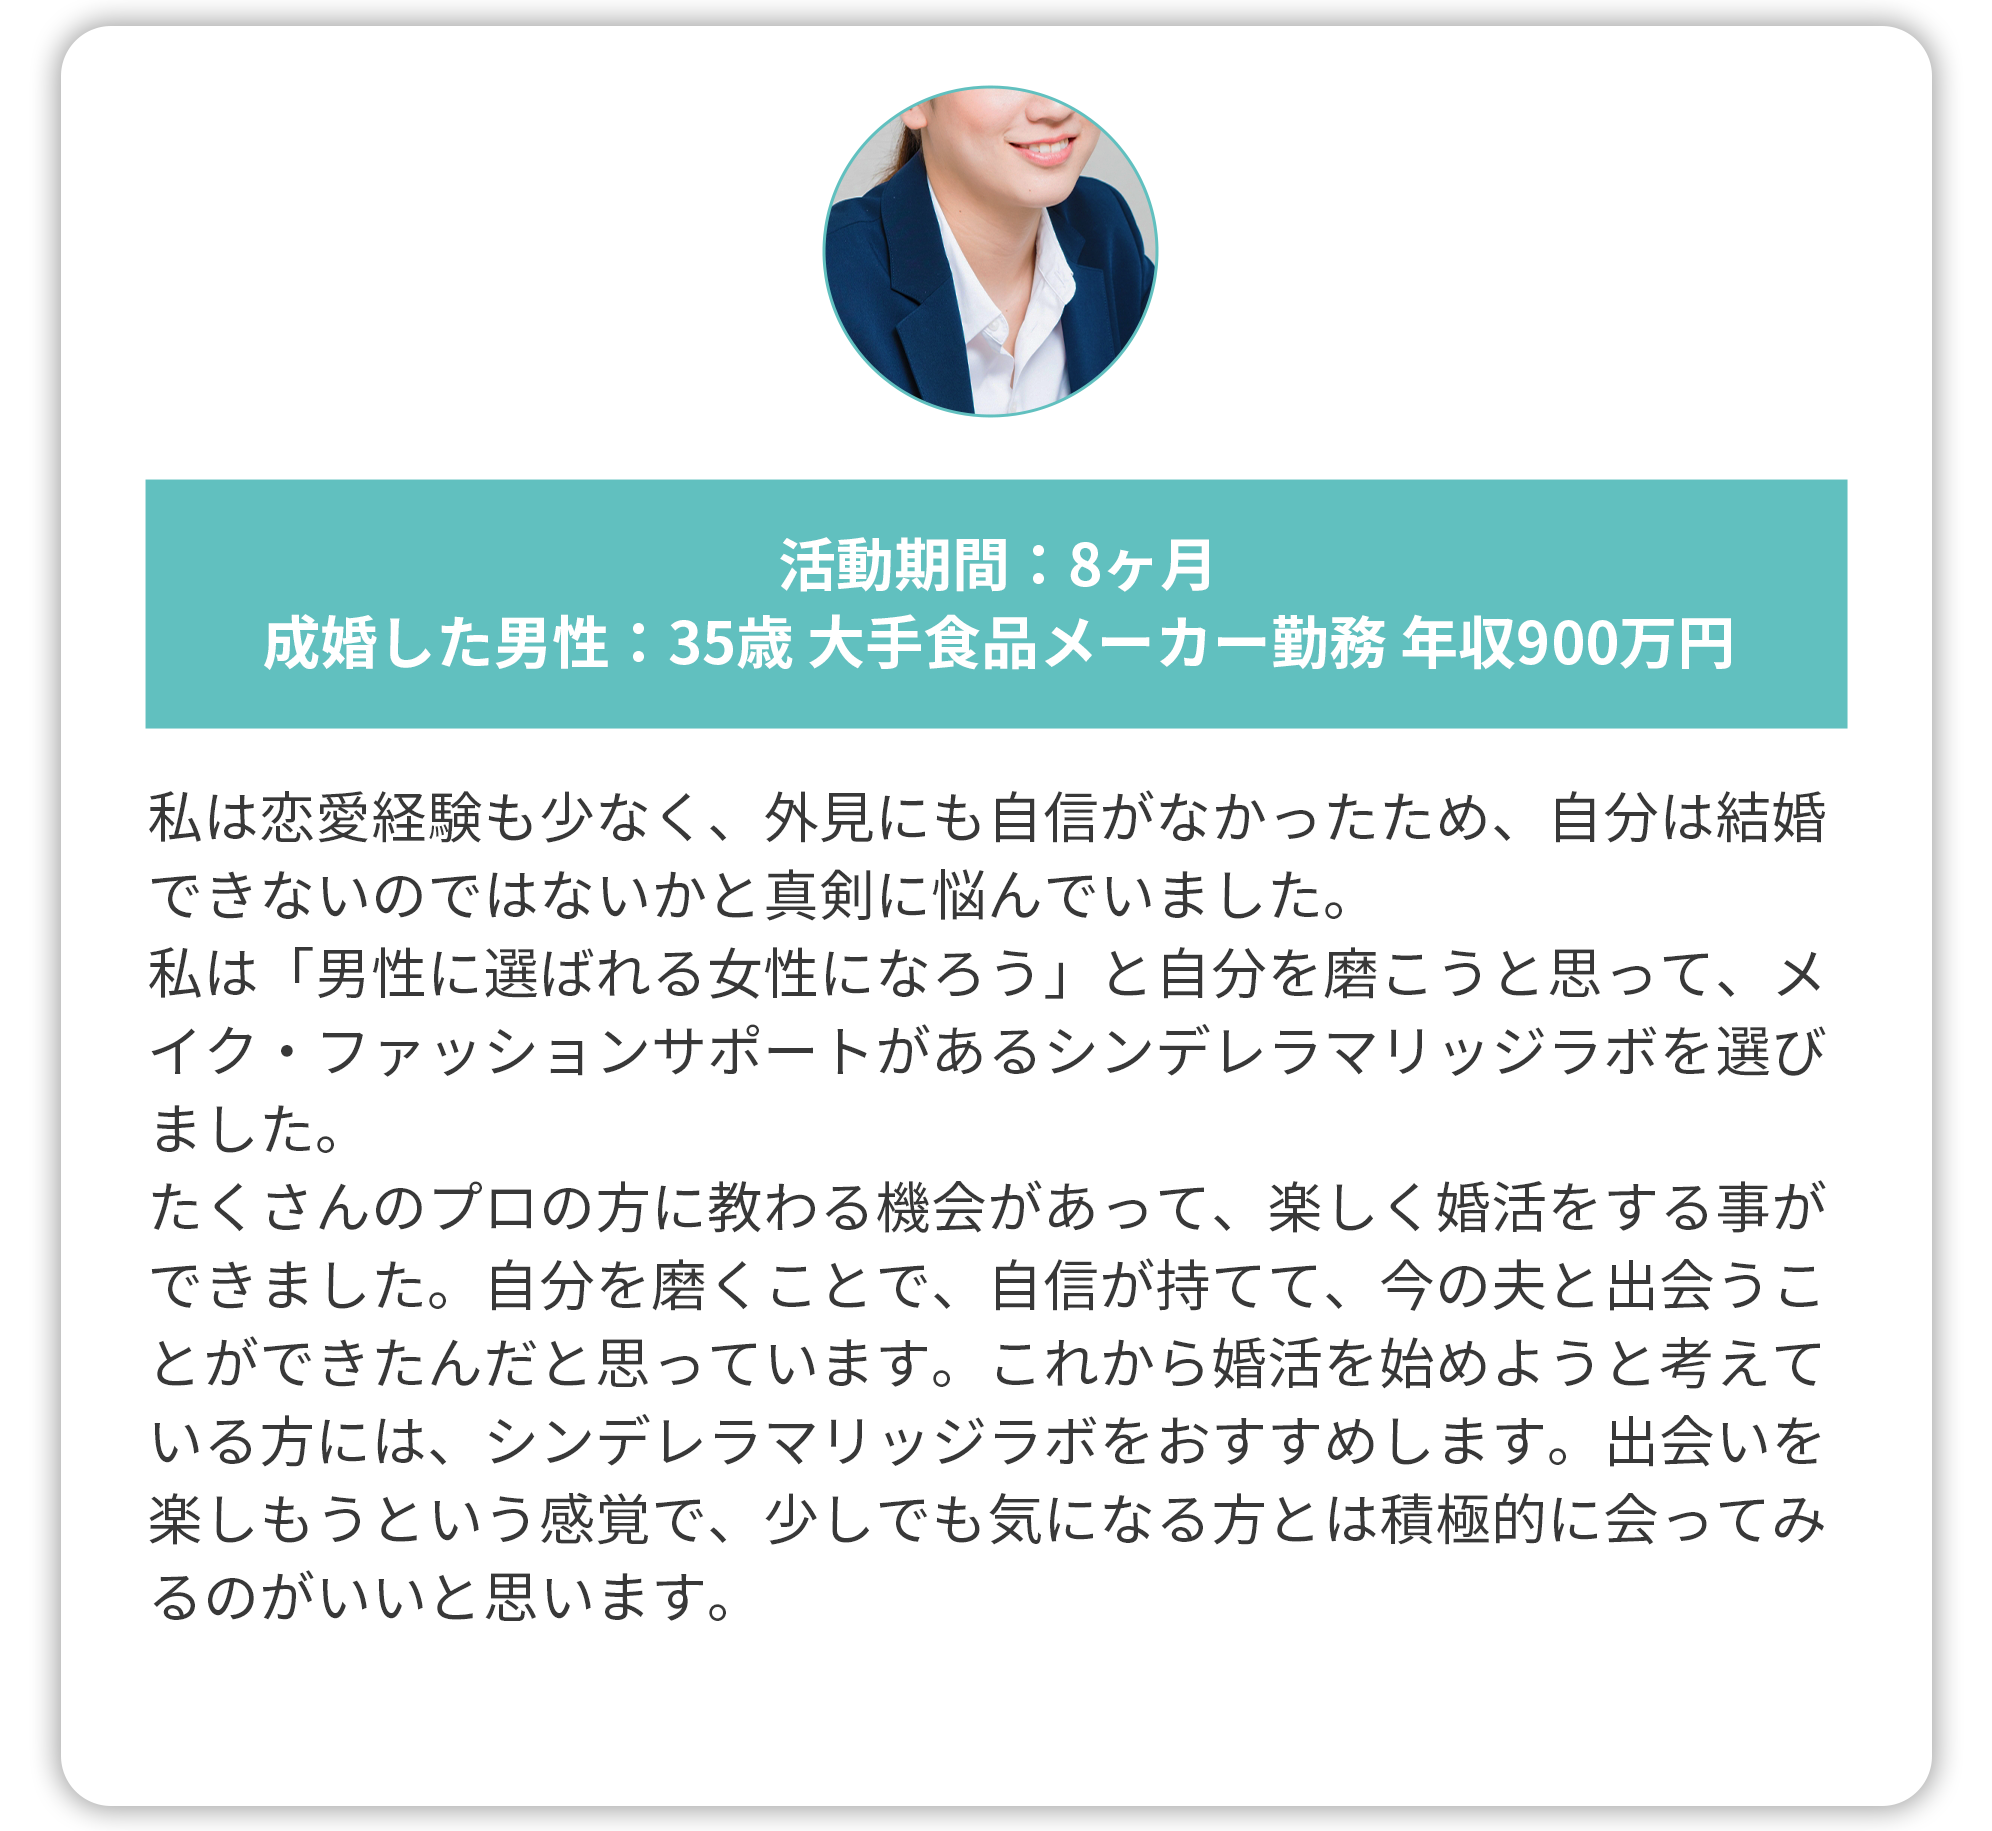 活動期間：8ヶ月
成婚した男性：35歳 大手食品メーカー勤務 年収900万円
私は恋愛経験も少なく、外見にも自信がなかったため、自分は結婚
できないのではないかと真剣に悩んでいました。
私は「男性に選ばれる女性になろう」と自分を磨こうと思って、メ
イク・ファッションサポートがあるシンデレラマリッジラボを選び
ました。
たくさんのプロの方に教わる機会があって、楽しく婚活をする事が
できました。自分を磨くことで、自信が持てて、今の夫と出会うこ
とができたんだと思っています。これから婚活を始めようと考えて
いる方には、シンデレラマリッジラボをおすすめします。出会いを
楽しもうという感覚で、少しでも気になる方とは積極的に会ってみ
るのがいいと思います。